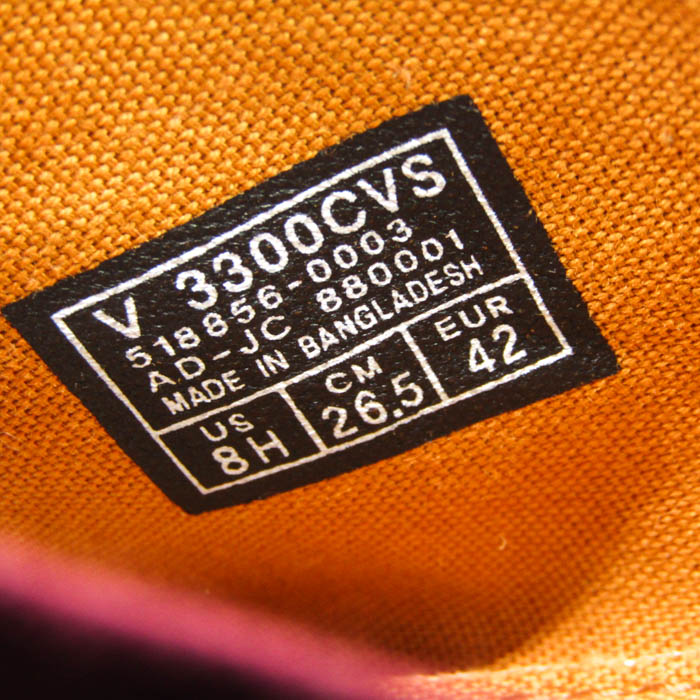 V 3300CVS
518856-0003
AD-JC 880001
MADE IN BANGLADESH
US
8H
CM
26.5
EUR
42